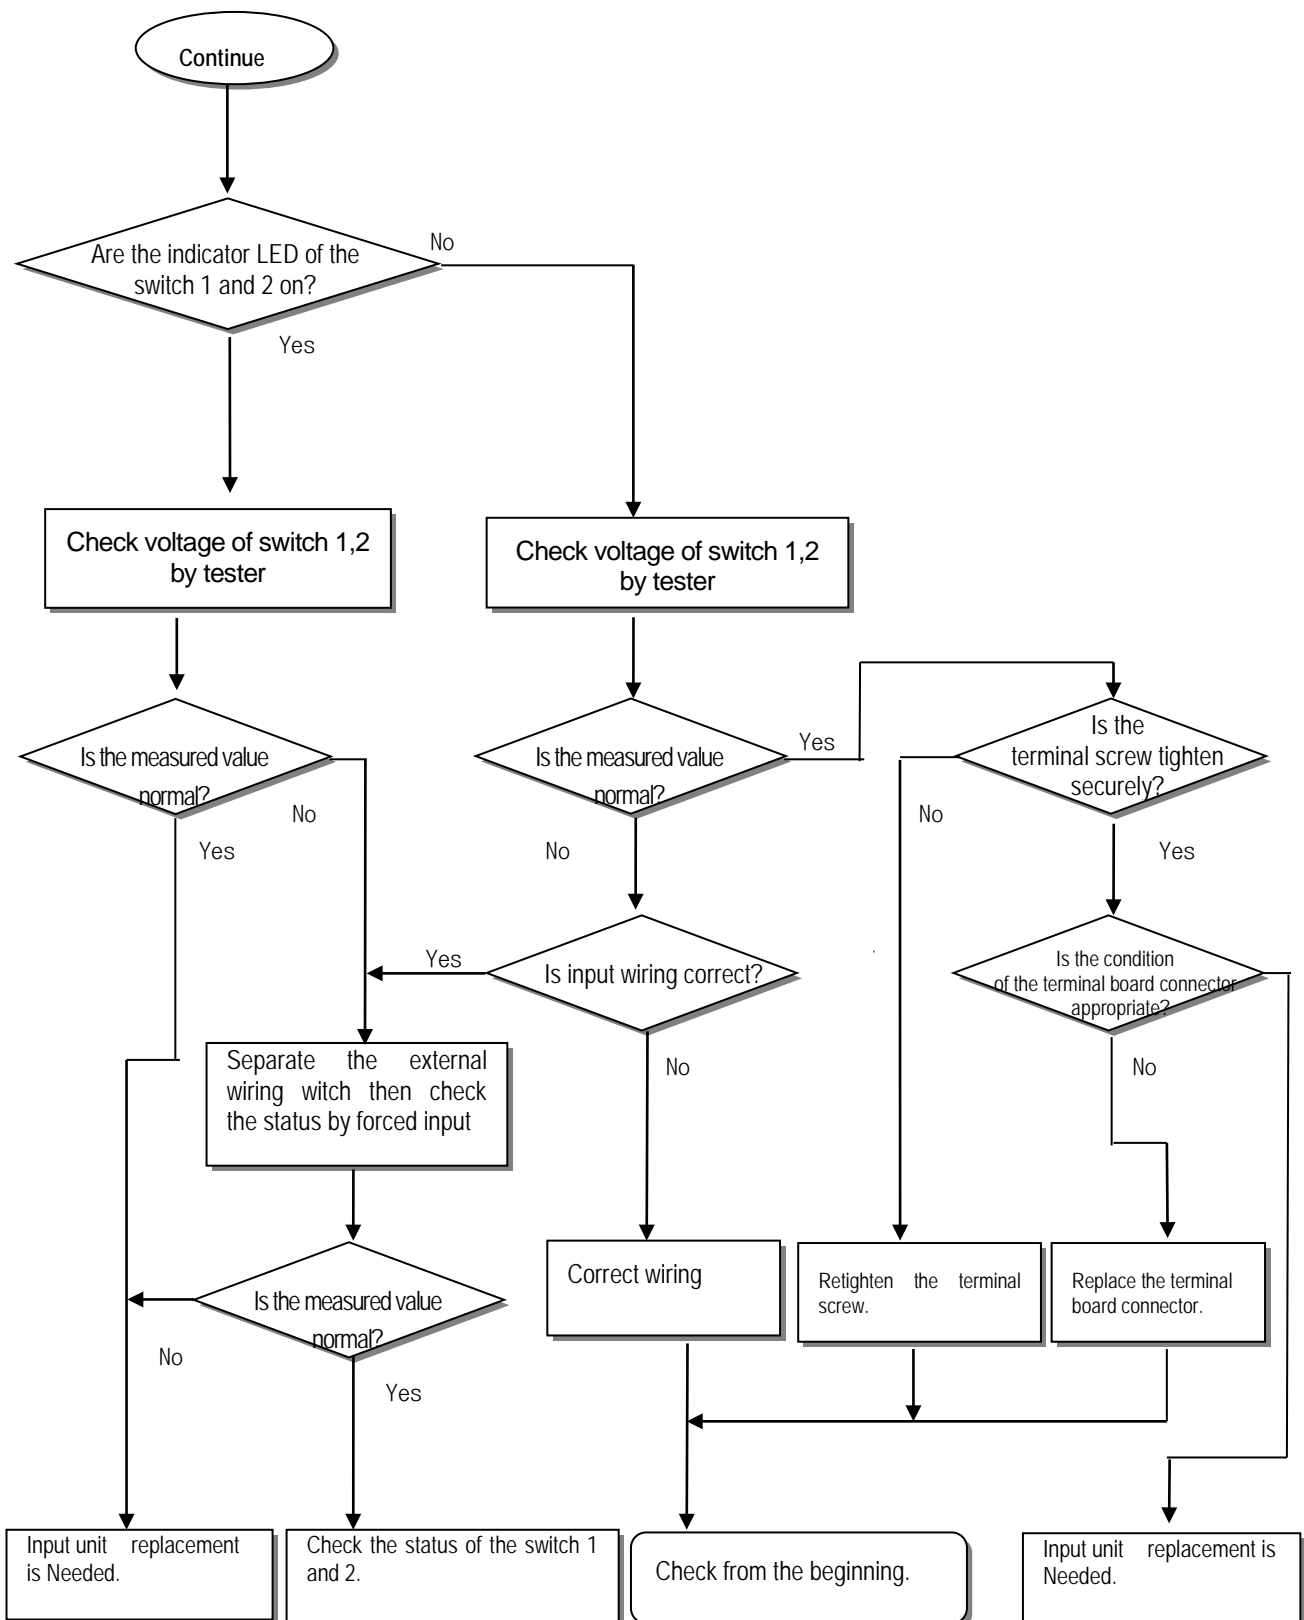 Continue
Are the indicator LED of the
switch 1 and 2 on?
No
Yes
Check voltage of switch 1,2
by tester
Check voltage of switch 1,2
by tester
Is the measured value
normal?
No
Yes
Is the measured value
normal?
Yes
No
Is the
terminal screw tighten
securely?
No
Yes
Is input wiring correct?
Yes
No
Is the condition
of the terminal board connector
appropriate?
No
Separate the external
wiring witch then check
the status by forced input
Is the measured value
normal?
No
Yes
Correct wiring
Retighten the terminal
screw.
Replace the terminal
board connector.
Input unit replacement
is Needed.
Check the status of the switch 1
and 2.
Check from the beginning.
Input unit replacement is
Needed.